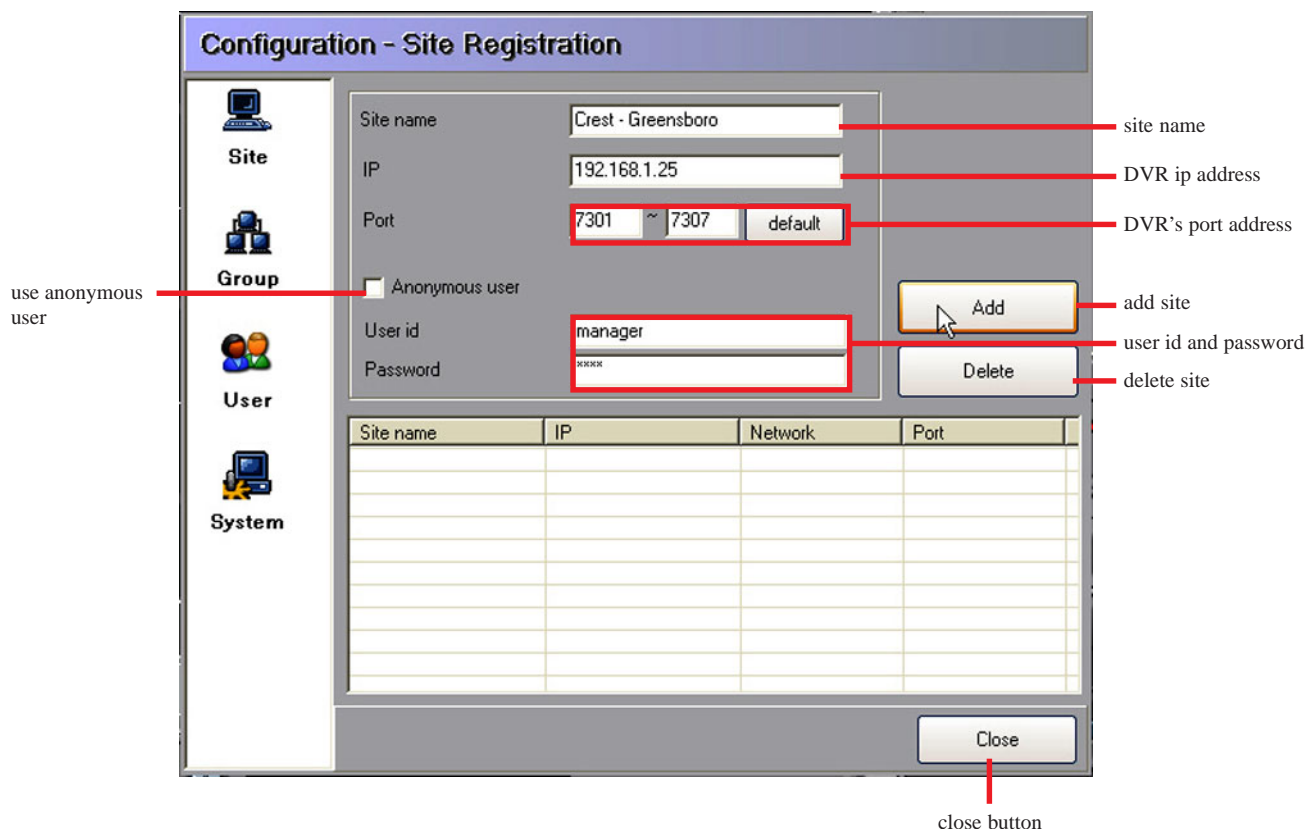 Configuration - Site Registration
Site
Group
User
System
Site name
Crest - Greensboro
site name
IP
192.168.1.25
DVR ip address
Port
7301 ~ 7307 default
DVR's port address
use anonymous
user
Anonymous user
Add
add site
User id
manager
user id and password
Password
****
Delete
delete site
Site name IP Network Port
Close
close button